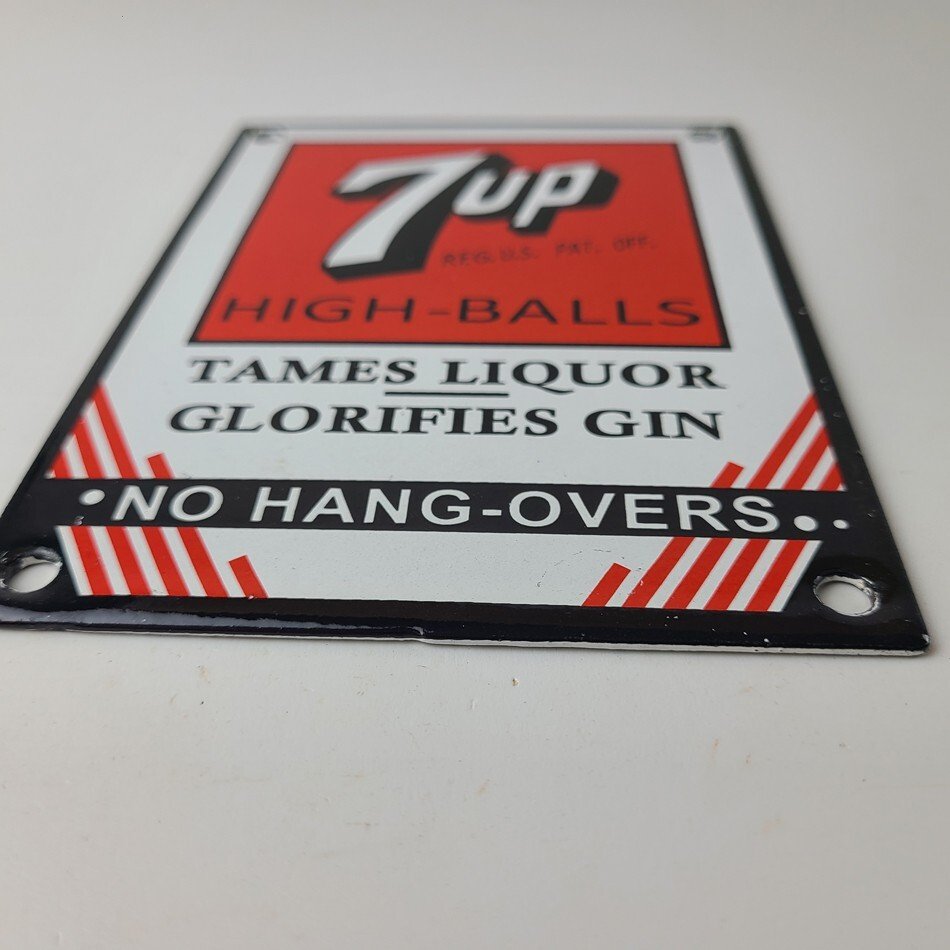 7up
REG. U.S. PAT. OFF.
HIGH-BALLS
TAMES LIQUOR
GLORIFIES GIN
•NO HANG-OVERS••